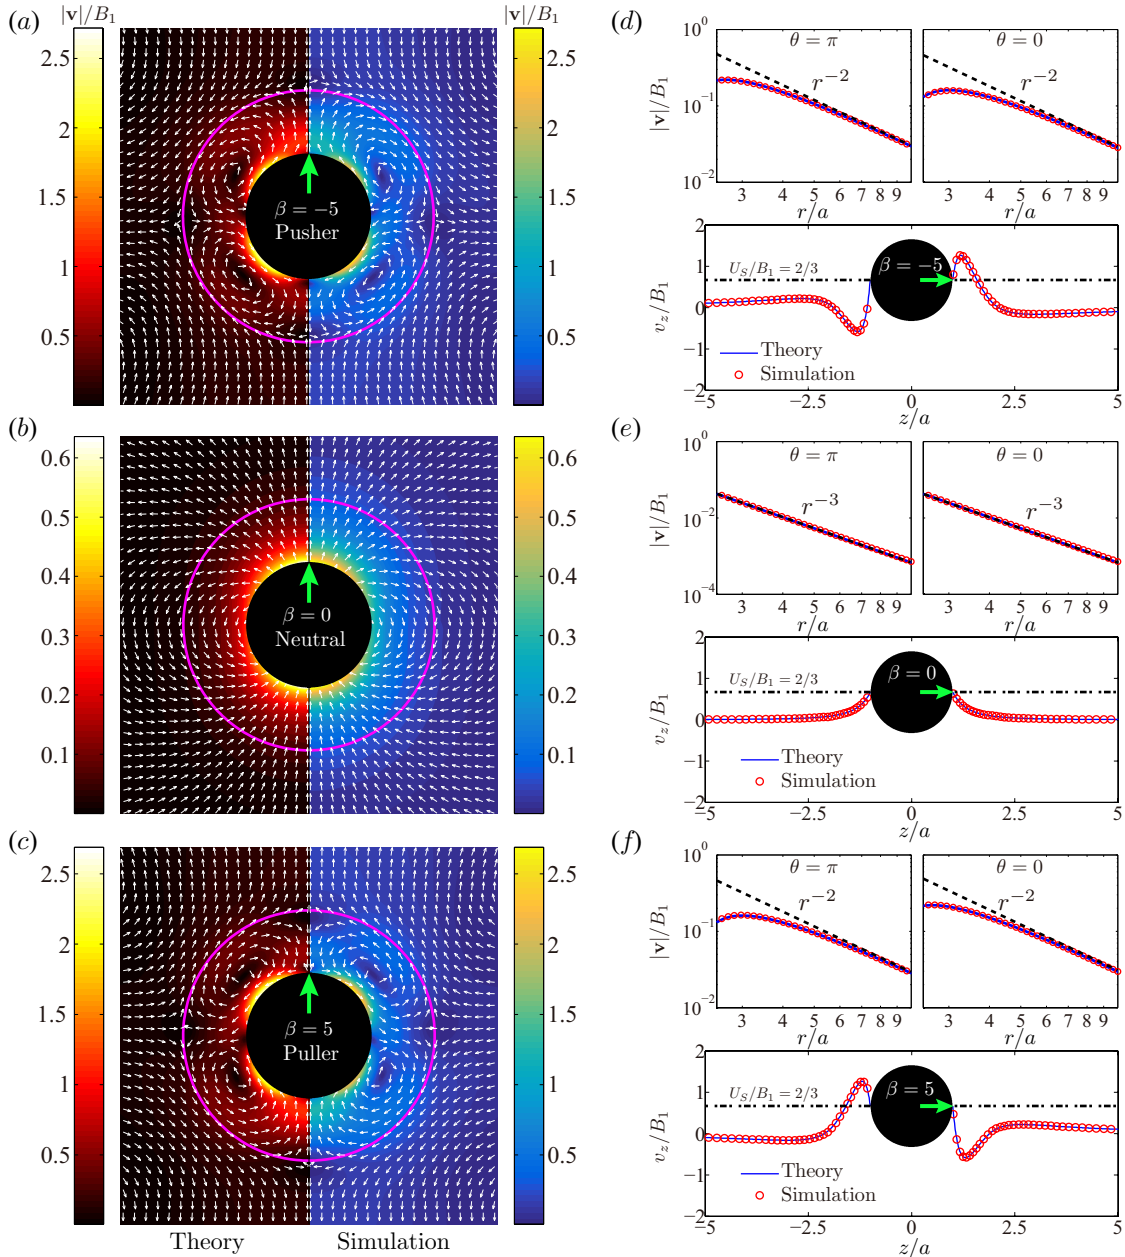 (a)
|v|/B₁
|v|/B₁
2.5
2
1.5
1
0.5
β = −5
Pusher
2.5
2
1.5
1
0.5
(d)
|v|/B₁
10⁰
10⁻¹
10⁻²
θ = π
r⁻²
θ = 0
r⁻²
3 4 5 6 7 8 9
3 4 5 6 7 8 9
r/a
r/a
v_z/B₁
2
1
0
−1
2
U_S/B₁ = 2/3
β = −5
Theory
Simulation
−5 −2.5 0 2.5 5
z/a
(b)
0.6
0.5
0.4
0.3
0.2
0.1
β = 0
Neutral
0.6
0.5
0.4
0.3
0.2
0.1
(e)
|v|/B₁
10⁰
10⁻²
10⁻⁴
θ = π
r⁻³
θ = 0
r⁻³
3 4 5 6 7 8 9
3 4 5 6 7 8 9
r/a
r/a
v_z/B₁
2
1
0
−1
2
U_S/B₁ = 2/3
β = 0
Theory
Simulation
−5 −2.5 0 2.5 5
z/a
(c)
2.5
2
1.5
1
0.5
β = 5
Puller
2.5
2
1.5
1
0.5
Theory
Simulation
(f)
|v|/B₁
10⁰
10⁻¹
10⁻²
θ = π
r⁻²
θ = 0
r⁻²
3 4 5 6 7 8 9
3 4 5 6 7 8 9
r/a
r/a
v_z/B₁
2
1
0
−1
2
U_S/B₁ = 2/3
β = 5
Theory
Simulation
−5 −2.5 0 2.5 5
z/a